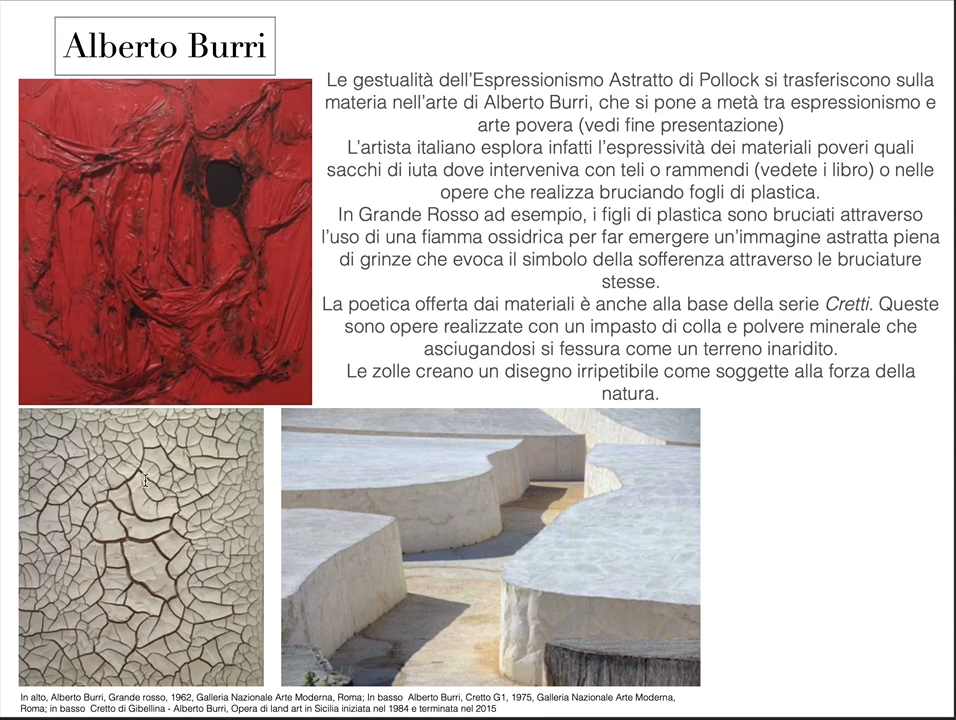 Alberto Burri
Le gestualità dell'Espressionismo Astratto di Pollock si trasferiscono sulla
materia nell'arte di Alberto Burri, che si pone a metà tra espressionismo e
arte povera (vedi fine presentazione)
L'artista italiano esplora infatti l'espressività dei materiali poveri quali
sacchi di iuta dove interveniva con teli o rammendi (vedete i libro) o nelle
opere che realizza bruciando fogli di plastica.
In Grande Rosso ad esempio, i figli di plastica sono bruciati attraverso
l'uso di una fiamma ossidrica per far emergere un'immagine astratta piena
di grinze che evoca il simbolo della sofferenza attraverso le bruciature
stesse.
La poetica offerta dai materiali è anche alla base della serie Cretti. Queste
sono opere realizzate con un impasto di colla e polvere minerale che
asciugandosi si fessura come un terreno inaridito.
Le zolle creano un disegno irripetibile come soggette alla forza della
natura.
In alto, Alberto Burri, Grande rosso, 1962, Galleria Nazionale Arte Moderna, Roma; In basso Alberto Burri, Cretto G1, 1975, Galleria Nazionale Arte Moderna,
Roma; in basso Cretto di Gibellina - Alberto Burri, Opera di land art in Sicilia iniziata nel 1984 e terminata nel 2015